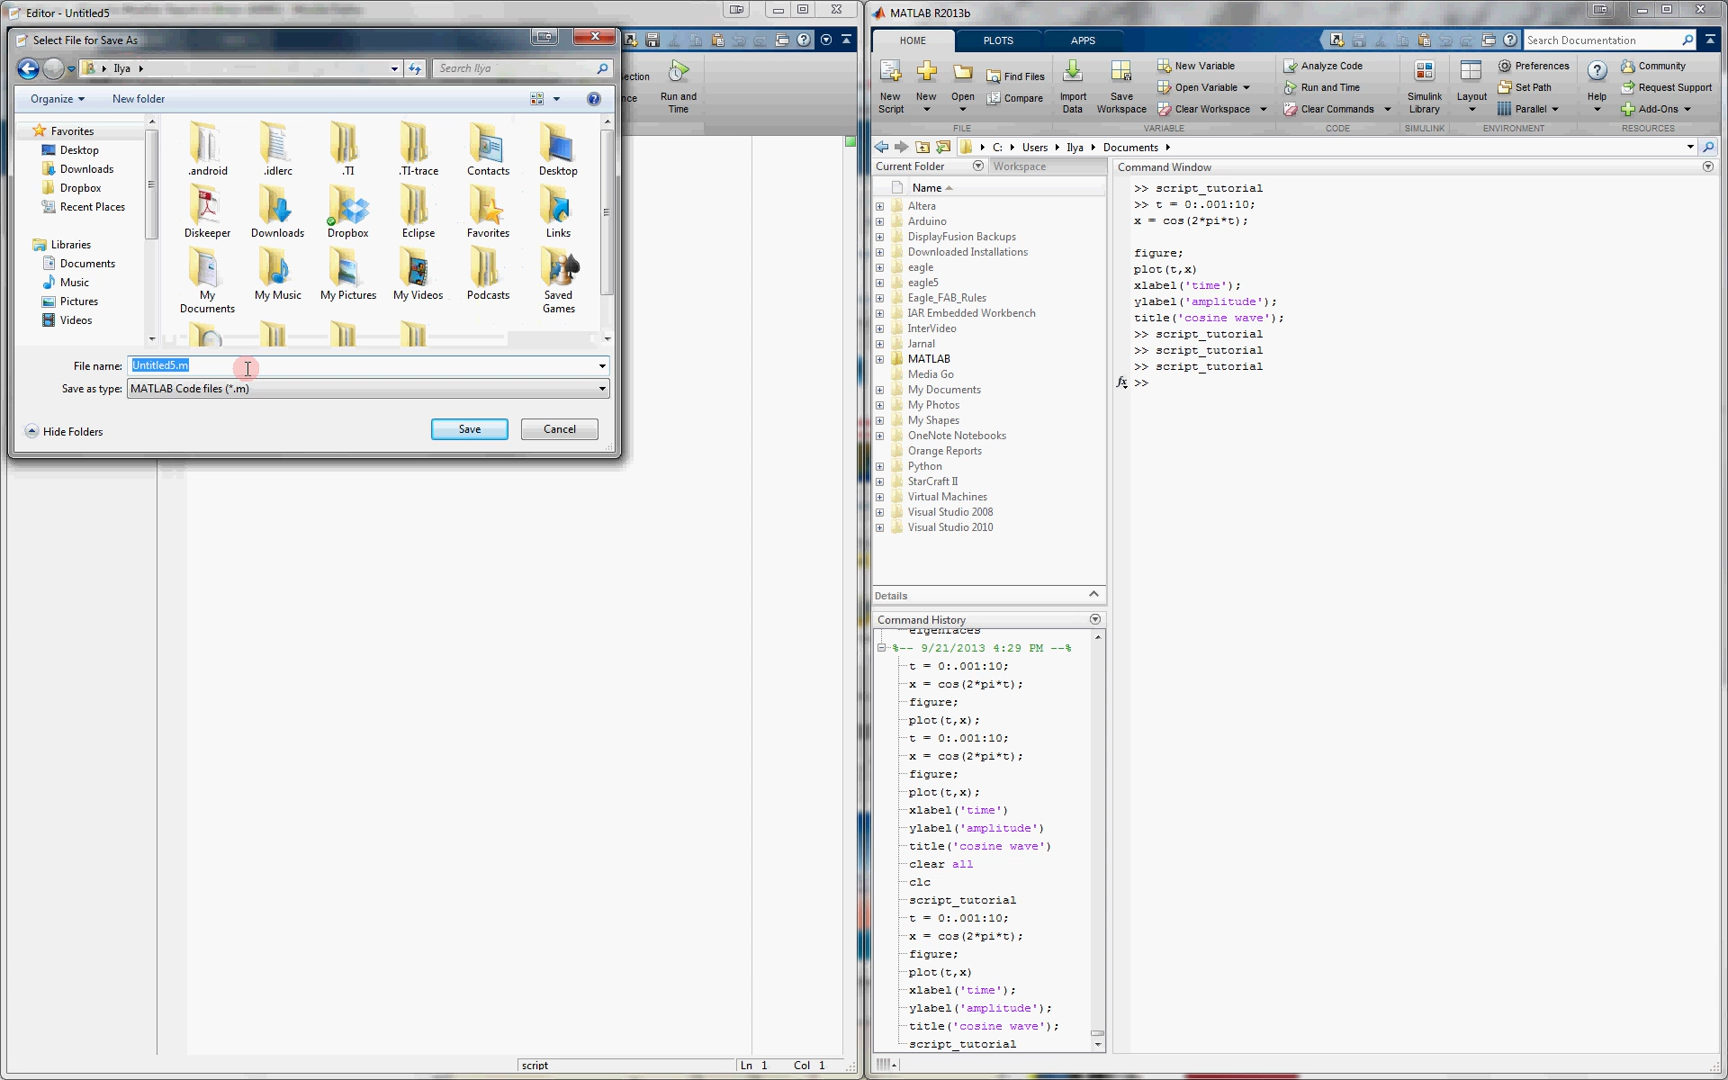 Editor - Untitled5
Select File for Save As
Ilya
Search Ilya
Organize
New folder
Favorites
Desktop
Downloads
Dropbox
Recent Places
Libraries
Documents
Music
Pictures
Videos
.android
.idlerc
.TI
.TI-trace
Contacts
Desktop
Diskeeper
Downloads
Dropbox
Eclipse
Favorites
Links
My Documents
My Music
My Pictures
My Videos
Podcasts
Saved Games
File name: Untitled5.m
Save as type: MATLAB Code files (*.m)
Hide Folders
Save
Cancel
Run and
Time
script
Ln 1 Col 1
MATLAB R2013b
HOME PLOTS APPS
Search Documentation
New Script
New
Open
Find Files
Compare
FILE
Import Data
Save Workspace
New Variable
Open Variable
Clear Workspace
VARIABLE
Analyze Code
Run and Time
Clear Commands
CODE
Simulink Library
SIMULINK
Layout
Preferences
Set Path
Parallel
ENVIRONMENT
Help
Community
Request Support
Add-Ons
RESOURCES
C: Users Ilya Documents
Current Folder
Workspace
Name
Altera
Arduino
DisplayFusion Backups
Downloaded Installations
eagle
eagle5
Eagle_FAB_Rules
IAR Embedded Workbench
InterVideo
Jarnal
MATLAB
Media Go
My Documents
My Photos
My Shapes
OneNote Notebooks
Orange Reports
Python
StarCraft II
Virtual Machines
Visual Studio 2008
Visual Studio 2010
Details
Command History
eigenfaces
%-- 9/21/2013 4:29 PM --%
t = 0:.001:10;
x = cos(2*pi*t);
figure;
plot(t,x);
t = 0:.001:10;
x = cos(2*pi*t);
figure;
plot(t,x);
xlabel('time')
ylabel('amplitude')
title('cosine wave')
clear all
clc
script_tutorial
t = 0:.001:10;
x = cos(2*pi*t);
figure;
plot(t,x)
xlabel('time');
ylabel('amplitude');
title('cosine wave');
script_tutorial
Command Window
>> script_tutorial
>> t = 0:.001:10;
x = cos(2*pi*t);
figure;
plot(t,x)
xlabel('time');
ylabel('amplitude');
title('cosine wave');
>> script_tutorial
>> script_tutorial
>> script_tutorial
fx >>